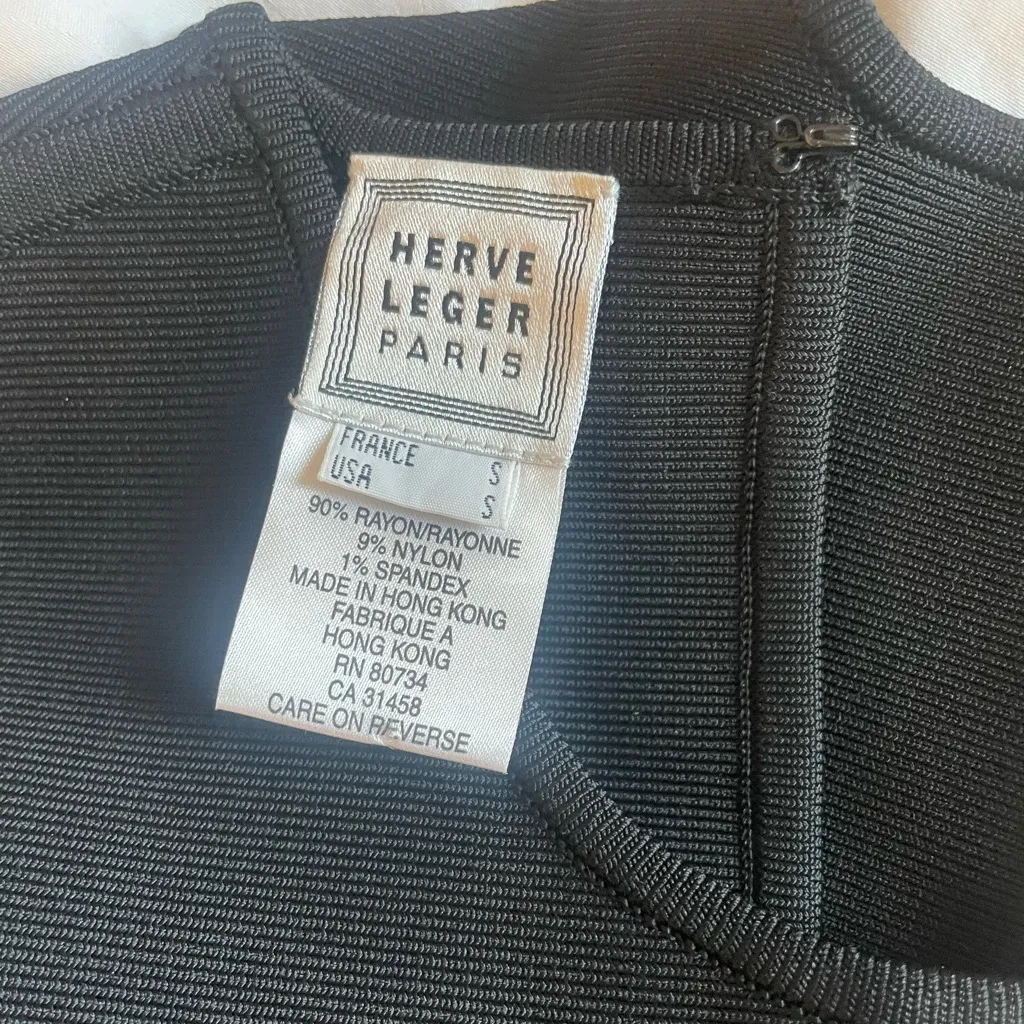 HERVE
LEGER
PARIS
FRANCE S
USA S
90% RAYON/RAYONNE
9% NYLON
1% SPANDEX
MADE IN HONG KONG
FABRIQUE A
HONG KONG
RN 80734
CA 31458
CARE ON REVERSE